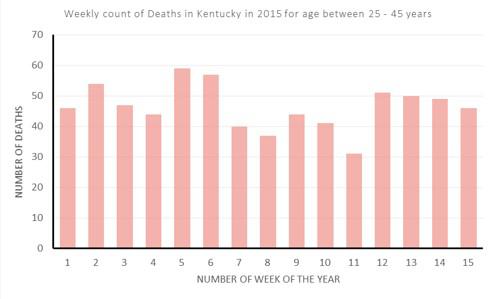 Weekly count of Deaths in Kentucky in 2015 for age between 25 - 45 years
70
60
50
40
30
20
10
0
NUMBER OF DEATHS
1 2 3 4 5 6 7 8 9 10 11 12 13 14 15
NUMBER OF WEEK OF THE YEAR